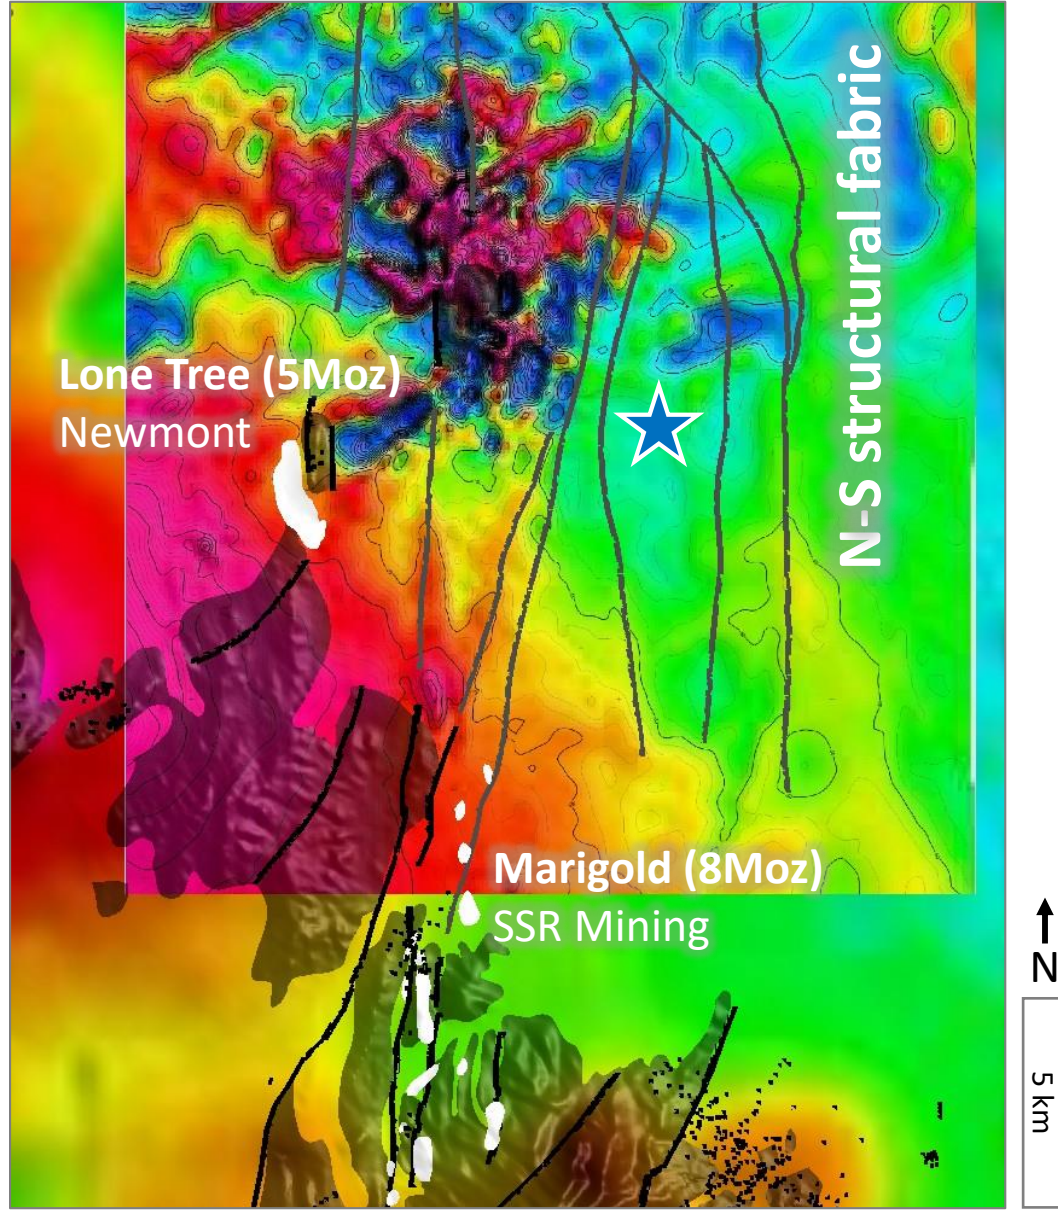 N-S structural fabric
Lone Tree (5Moz)
Newmont
Marigold (8Moz)
SSR Mining
N
5 km